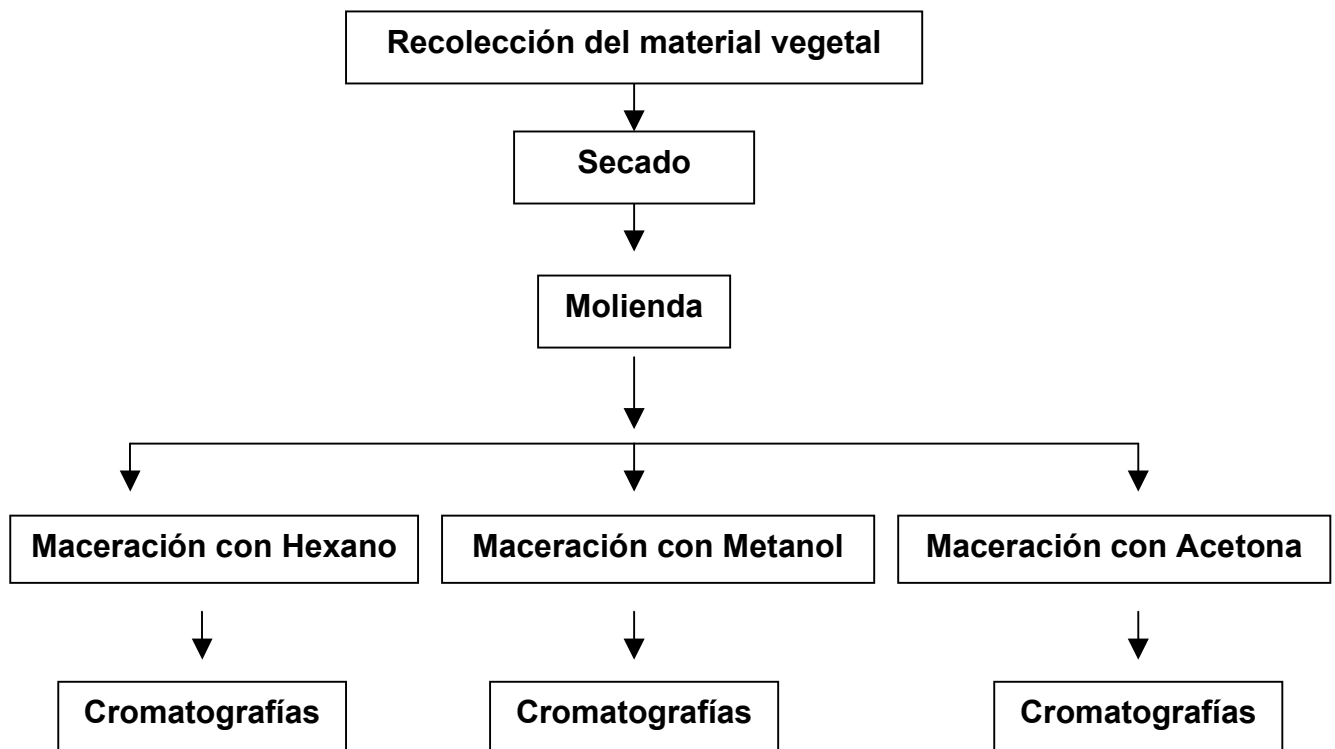 Recolección del material vegetal
Secado
Molienda
Maceración con Hexano
Maceración con Metanol
Maceración con Acetona
Cromatografías
Cromatografías
Cromatografías